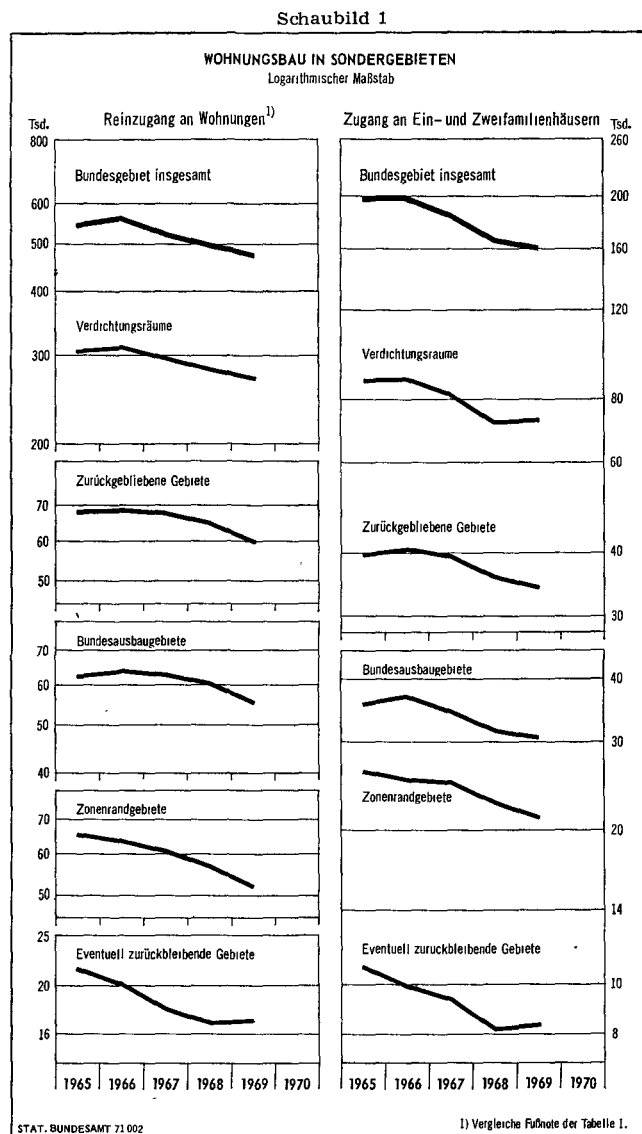 Schaubild 1
WOHNUNGSBAU IN SONDERGEBIETEN
Logarithmischer Maßstab
Reinzugang an Wohnungen1)
Tsd.
800
Bundesgebiet insgesamt
600
500
400
Verdichtungsräume
300
200
Zurückgebliebene Gebiete
70
60
50
Bundesausbaugebiete
70
60
50
40
Zonenrandgebiete
70
60
50
Eventuell zurückbleibende Gebiete
25
20
16
1965 1966 1967 1968 1969 1970
Zugang an Ein- und Zweifamilienhäusern
Tsd.
260
Bundesgebiet insgesamt
200
160
120
Verdichtungsraume
80
60
Zurückgebliebene Gebiete
40
30
Bundesausbaugebiete
40
30
Zonenrandgebiete
20
14
Eventuell zuruckbleibende Gebiete
10
8
1965 1966 1967 1968 1969 1970
STAT. BUNDESAMT 71 002
1) Vergleiche Fußnote der Tabelle 1.